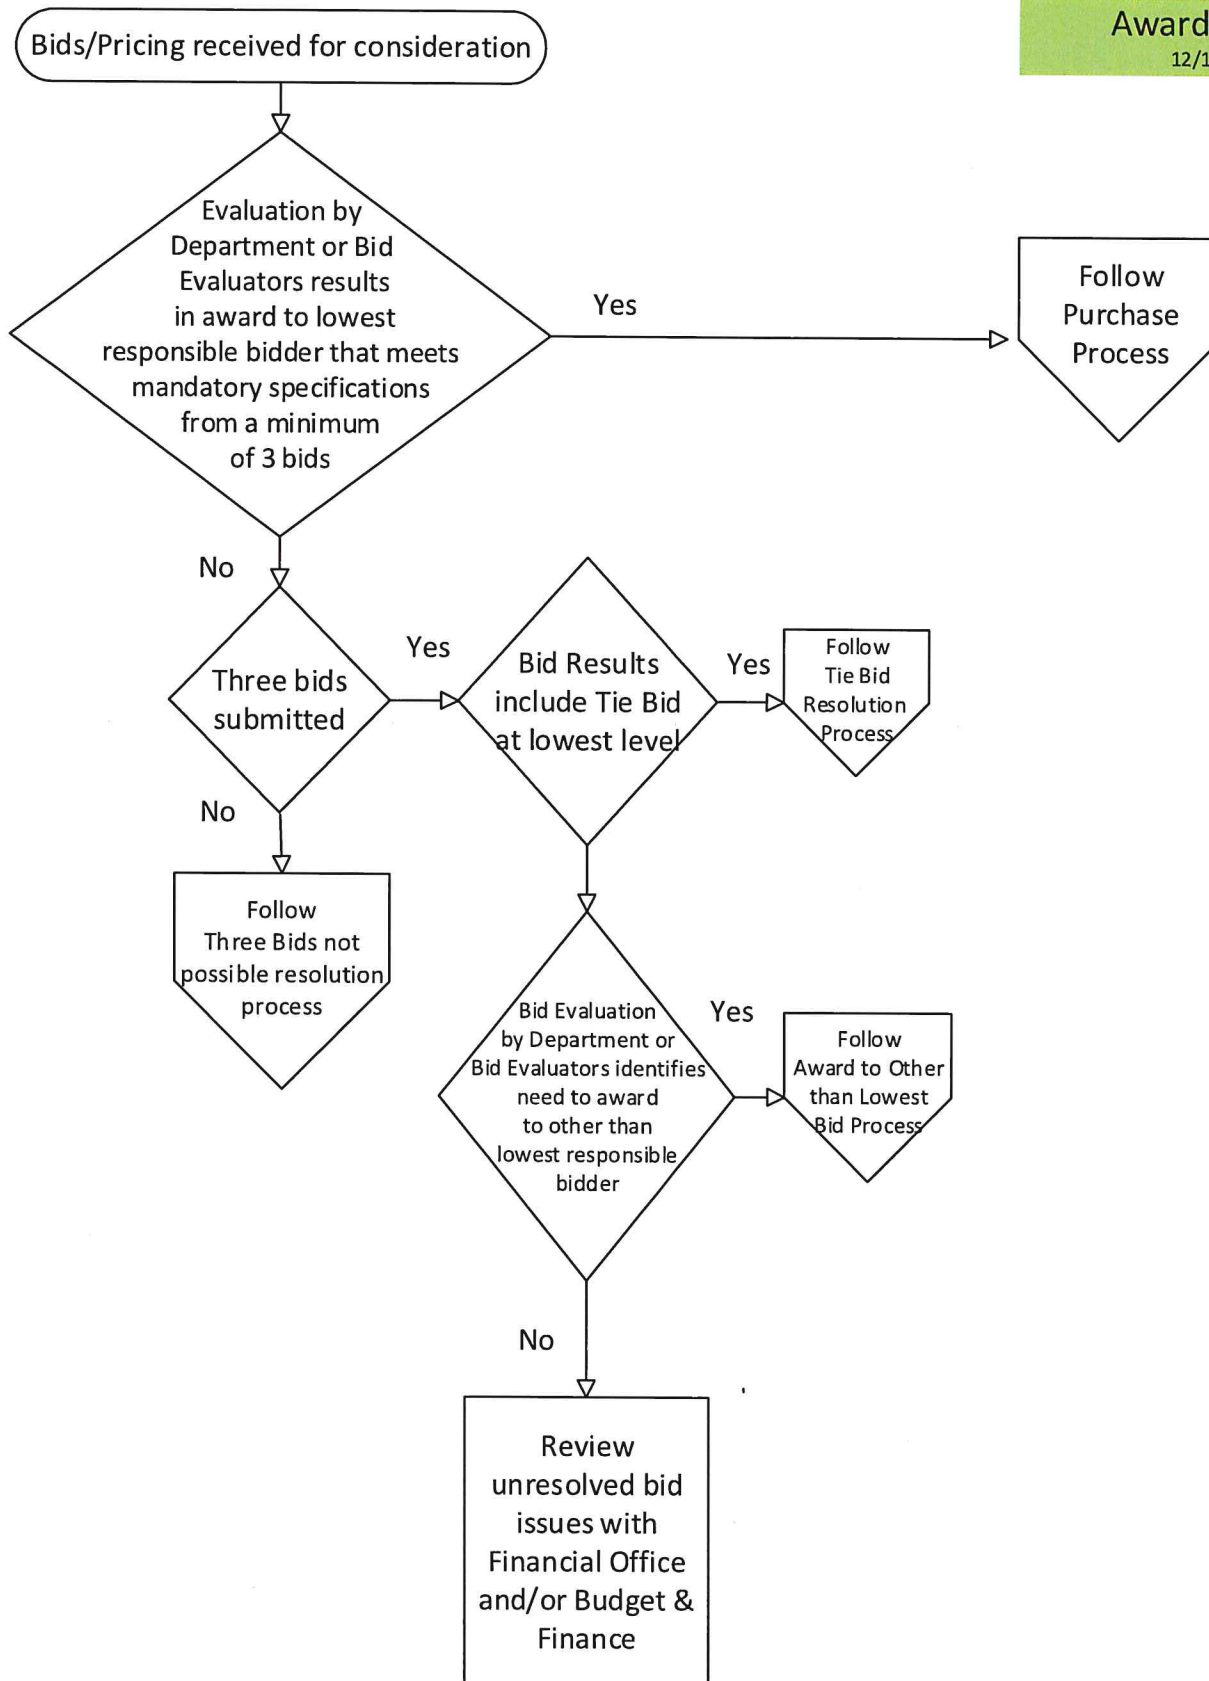 Award
12/1
Bids/Pricing received for consideration
Evaluation by
Department or Bid
Evaluators results
in award to lowest
responsible bidder that meets
mandatory specifications
from a minimum
of 3 bids
Yes
Follow
Purchase
Process
No
Three bids
submitted
Yes
Bid Results
include Tie Bid
at lowest level
Yes
Follow
Tie Bid
Resolution
Process
No
Follow
Three Bids not
possible resolution
process
Bid Evaluation
by Department or
Bid Evaluators identifies
need to award
to other than
lowest responsible
bidder
Yes
Follow
Award to Other
than Lowest
Bid Process
No
Review
unresolved bid
issues with
Financial Office
and/or Budget &
Finance